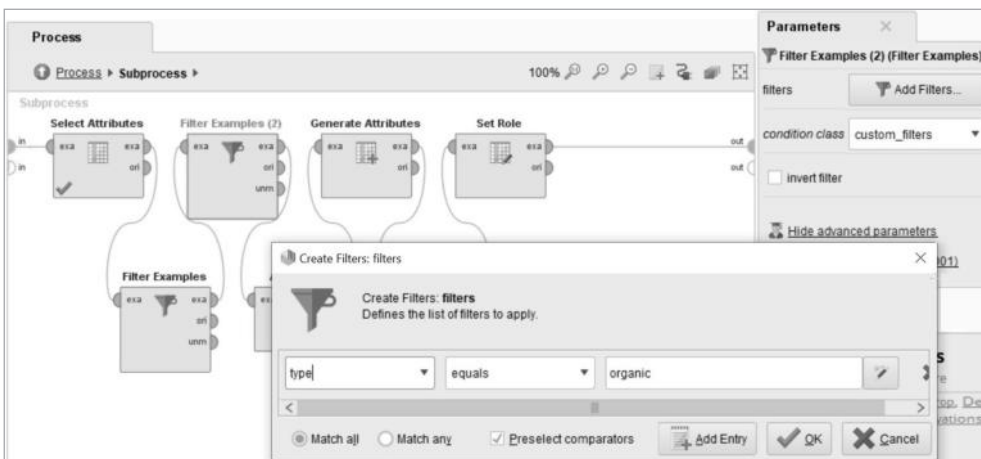 Process
Process ▸ Subprocess ▸
100%
Subprocess
Select Attributes
Filter Examples (2)
Generate Attributes
Set Role
in
in
exa exa
ori
exa exa
ori
unm
exa exa
ori
exa exa
ori
out
out
Filter Examples
exa exa
ori
unm
Parameters
Filter Examples (2) (Filter Examples)
filters
Add Filters...
condition class
custom_filters
invert filter
Hide advanced parameters
Create Filters: filters
Create Filters: filters
Defines the list of filters to apply.
type
equals
organic
Match all
Match any
Preselect comparators
Add Entry
OK
Cancel